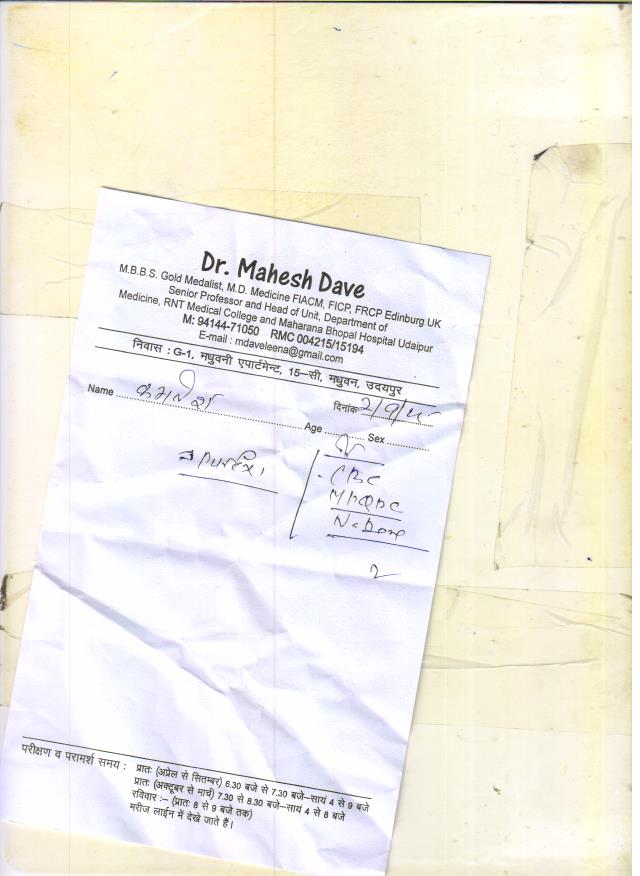 Dr. Mahesh Dave
M.B.B.S. Gold Medalist, M.D. Medicine FIACM, FICP, FRCP Edinburg UK
Senior Professor and Head of Unit, Department of
Medicine, RNT Medical College and Maharana Bhopal Hospital Udaipur
M: 94144-71050 RMC 004215/15194
E-mail : mdaveleena@gmail.com
निवास : G-1, मधुवनी एपार्टमेन्ट, 15–सी, मधुवन, उदयपुर
Name कमलेश दिनांक
Age Sex
CBC
परीक्षण व परामर्श समय : प्रातः (अप्रेल से सितम्बर) 6.30 बजे से 7.30 बजे–सायं 4 से 9 बजे
प्रातः (अक्टूबर से मार्च) 7.30 से 8.30 बजे–सायं 4 से 8 बजे
रविवार :– (प्रातः 8 से 9 बजे तक)
मरीज लाईन में देखे जाते हैं।